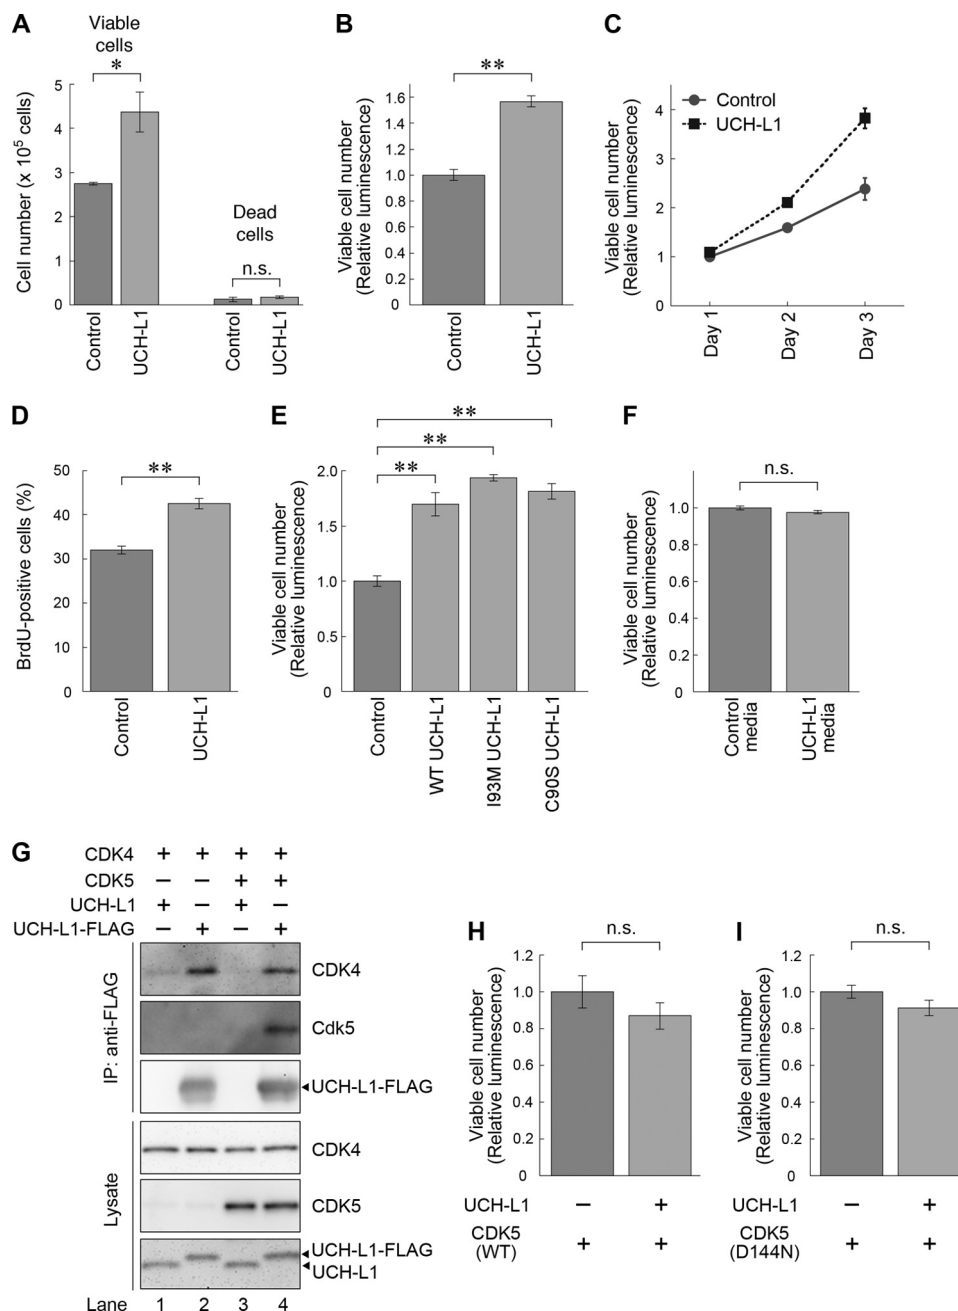 A
Viable
cells
*
Cell number (x 10⁵ cells)
5
4
3
2
1
0
Dead
cells
n.s.
Control
UCH-L1
Control
UCH-L1
B
**
Viable cell number
(Relative luminescence)
1.6
1.4
1.2
1.0
0.8
0.6
0.4
0.2
0
Control
UCH-L1
C
Control
UCH-L1
Viable cell number
(Relative luminescence)
4
3
2
1
0
Day 1
Day 2
Day 3
D
**
BrdU-positive cells (%)
50
40
30
20
10
0
Control
UCH-L1
E
**
**
**
Viable cell number
(Relative luminescence)
2.0
1.5
1.0
0.5
0
Control
WT UCH-L1
I93M UCH-L1
C90S UCH-L1
F
n.s.
Viable cell number
(Relative luminescence)
1.2
1.0
0.8
0.6
0.4
0.2
0
Control
media
UCH-L1
media
G
CDK4 + + + +
CDK5 − − + +
UCH-L1 + − + −
UCH-L1-FLAG − + − +
IP: anti-FLAG
CDK4
Cdk5
UCH-L1-FLAG
Lysate
CDK4
CDK5
UCH-L1-FLAG
UCH-L1
Lane 1 2 3 4
H
n.s.
Viable cell number
(Relative luminescence)
1.2
1.0
0.8
0.6
0.4
0.2
0
UCH-L1 − +
CDK5
(WT) + +
I
n.s.
Viable cell number
(Relative luminescence)
1.2
1.0
0.8
0.6
0.4
0.2
0
UCH-L1 − +
CDK5
(D144N) + +